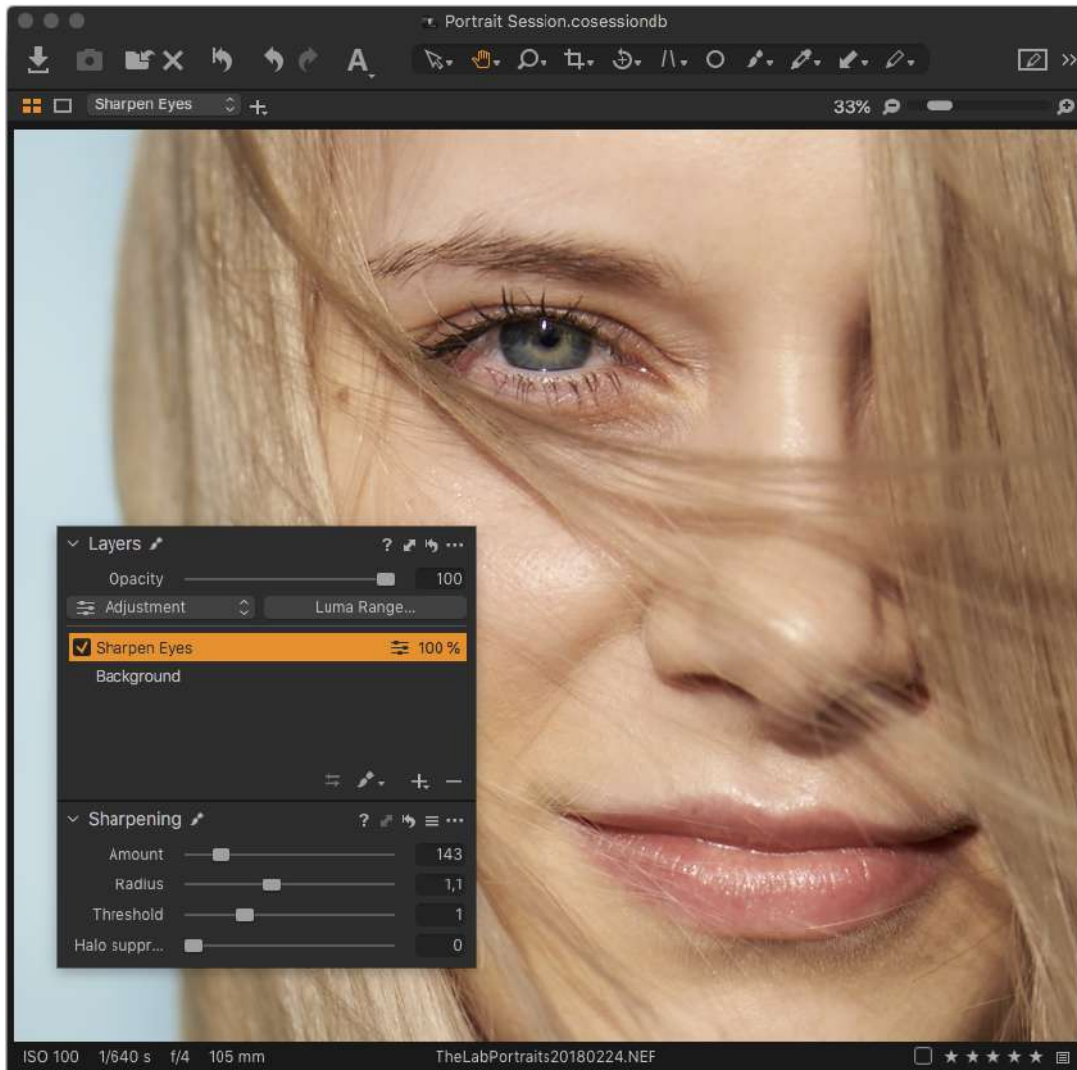 Portrait Session.cosessiondb
A
Sharpen Eyes
33%
Layers ?
Opacity 100
Adjustment Luma Range...
Sharpen Eyes 100 %
Background
Sharpening ?
Amount 143
Radius 1,1
Threshold 1
Halo suppr... 0
ISO 100 1/640 s f/4 105 mm TheLabPortraits20180224.NEF